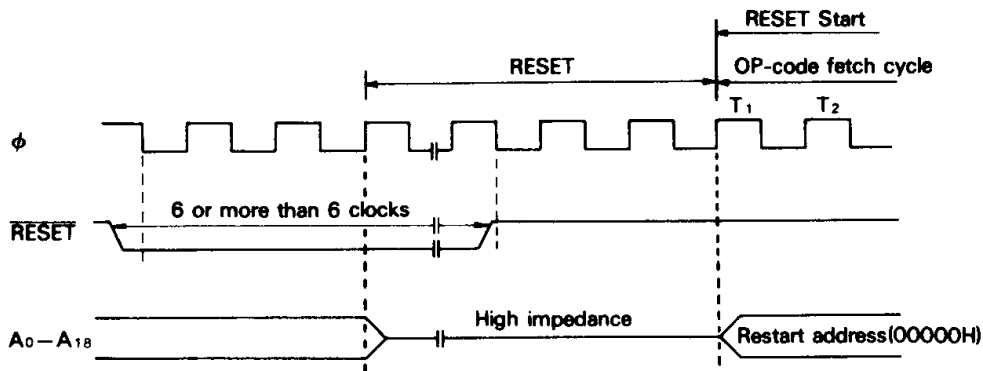 RESET Start
RESET
OP-code fetch cycle
T1 T2
φ
6 or more than 6 clocks
RESET
High impedance
A0–A18
Restart address(00000H)